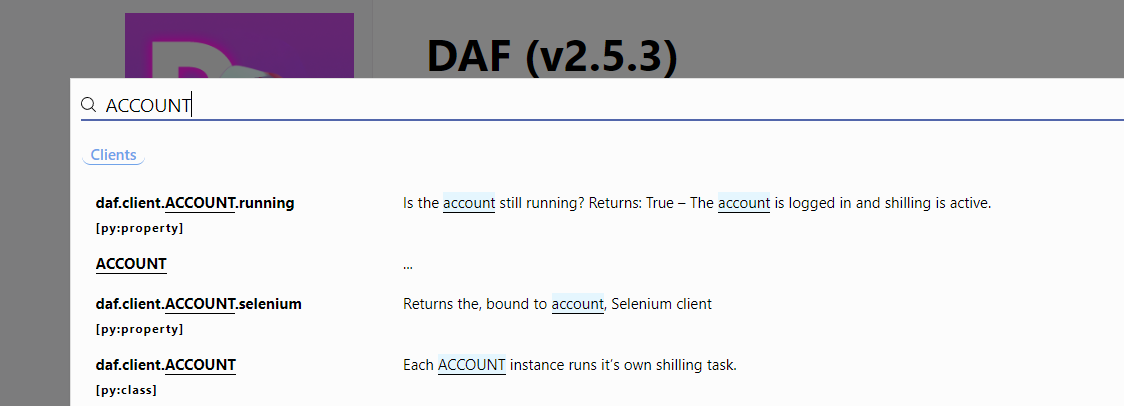 DAF (v2.5.3)
ACCOUNT
Clients
daf.client.ACCOUNT.running Is the account still running? Returns: True – The account is logged in and shilling is active.
[py:property]
ACCOUNT ...
daf.client.ACCOUNT.selenium Returns the, bound to account, Selenium client
[py:property]
daf.client.ACCOUNT Each ACCOUNT instance runs it’s own shilling task.
[py:class]